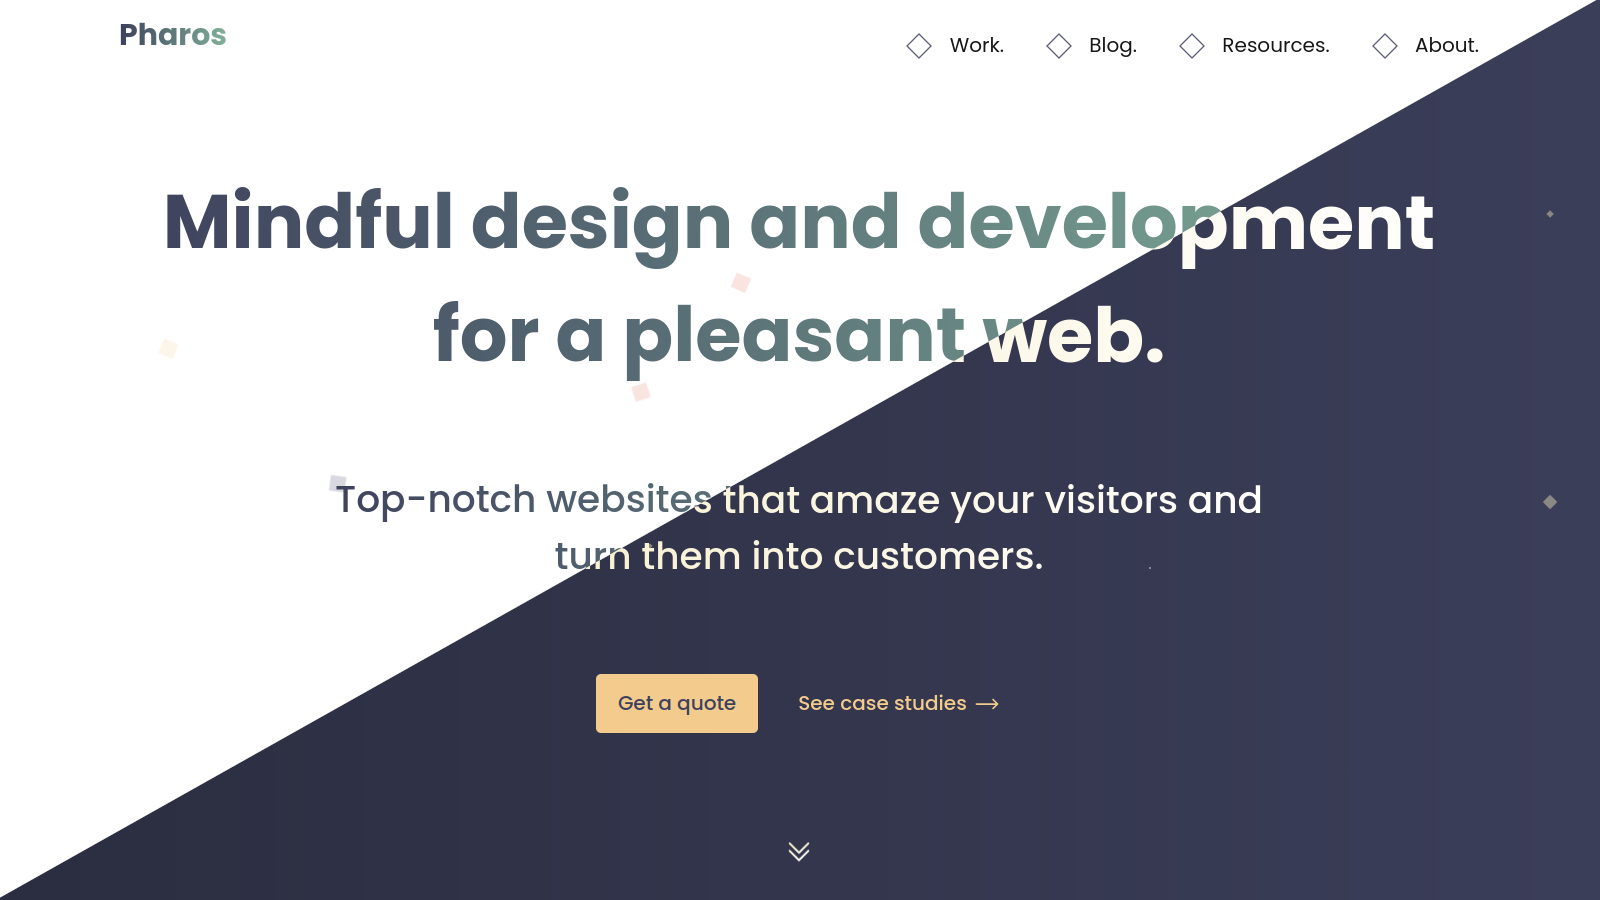 Pharos
Work.
Blog.
Resources.
About.
Mindful design and development
for a pleasant web.
Top-notch websites that amaze your visitors and
turn them into customers.
Get a quote
See case studies